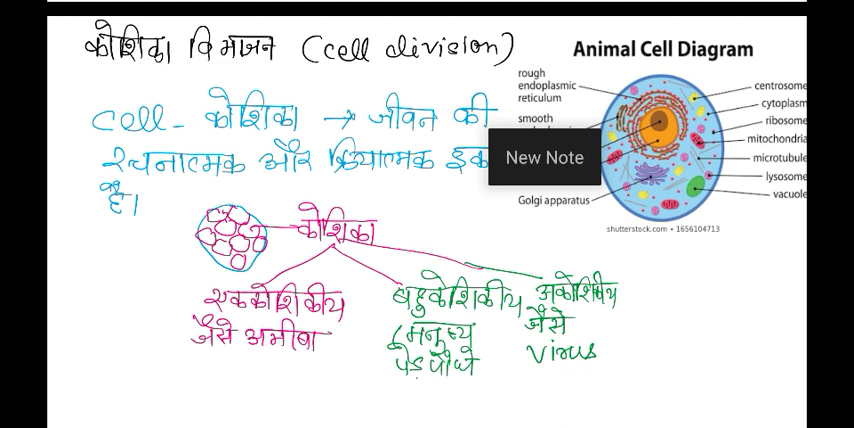 कोशिका विभाजन (cell division)
Animal Cell Diagram
rough
endoplasmic
reticulum
smooth
Golgi apparatus
centrosome
cytoplasm
ribosome
mitochondria
microtubule
lysosome
vacuole
shutterstock.com • 1656104713
New Note
cell - कोशिका → जीवन की
रचनात्मक और क्रियात्मक इक
है।
कोशिका
एककोशिकीय
जैसे अमीबा
बहुकोशिकीय
(मनुष्य
पेड़ पौधे
अकोशिकीय
जैसे
virus